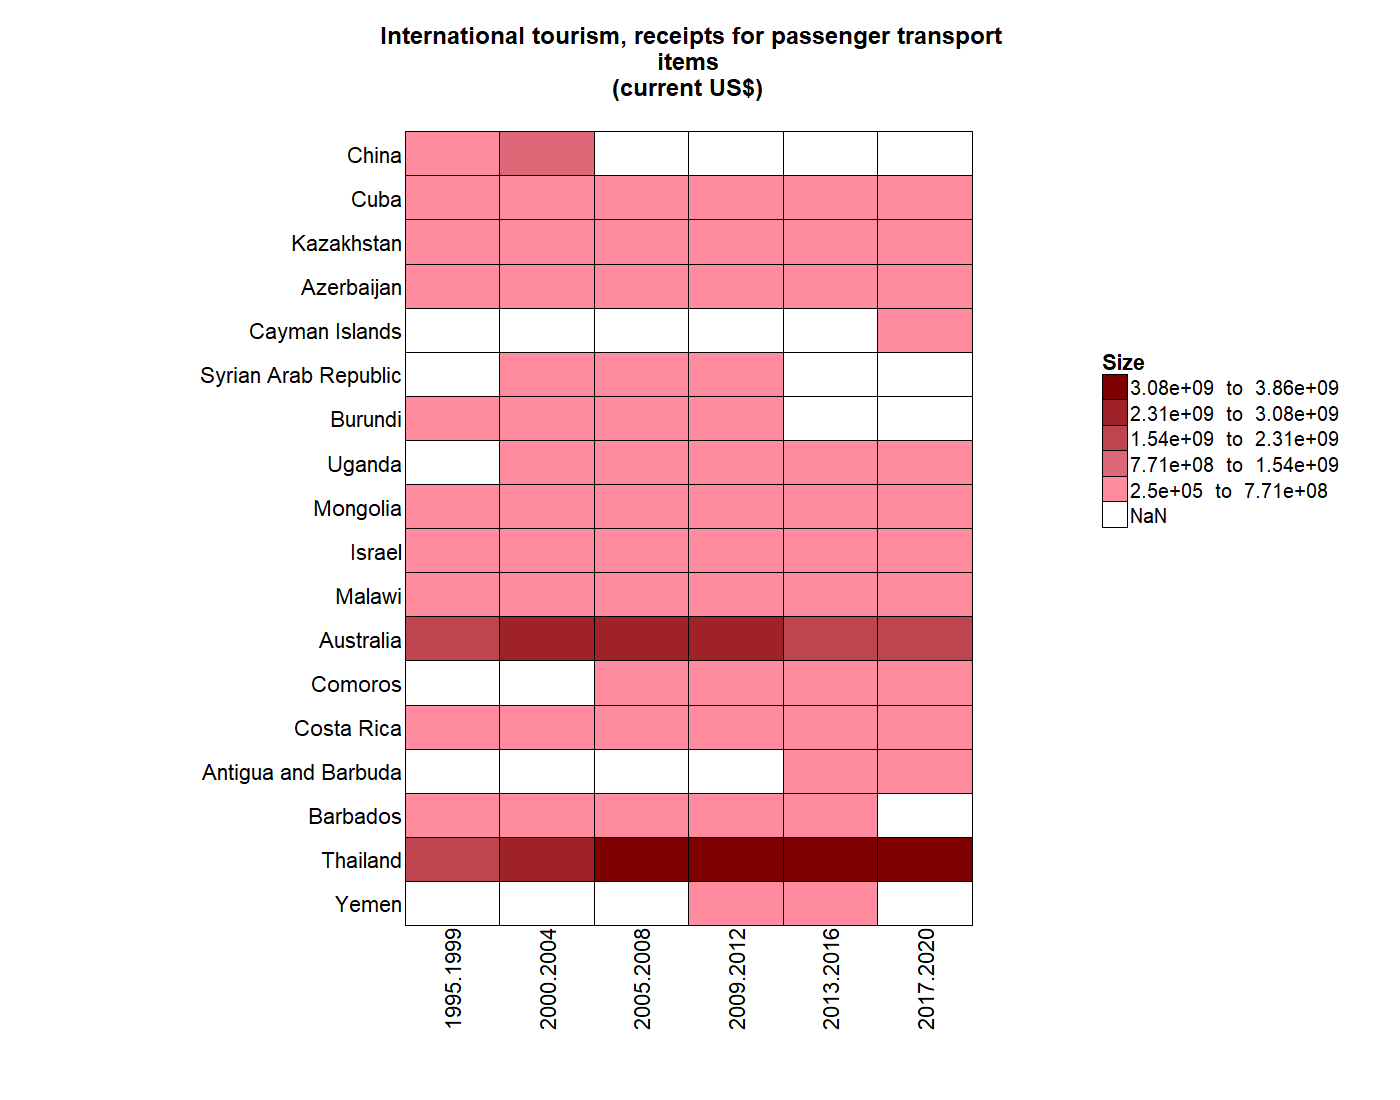 International tourism, receipts for passenger transport
items
(current US$)
China
Cuba
Kazakhstan
Azerbaijan
Cayman Islands
Syrian Arab Republic
Burundi
Uganda
Mongolia
Israel
Malawi
Australia
Comoros
Costa Rica
Antigua and Barbuda
Barbados
Thailand
Yemen
1995.1999
2000.2004
2005.2008
2009.2012
2013.2016
2017.2020
Size
3.08e+09 to 3.86e+09
2.31e+09 to 3.08e+09
1.54e+09 to 2.31e+09
7.71e+08 to 1.54e+09
2.5e+05 to 7.71e+08
NaN